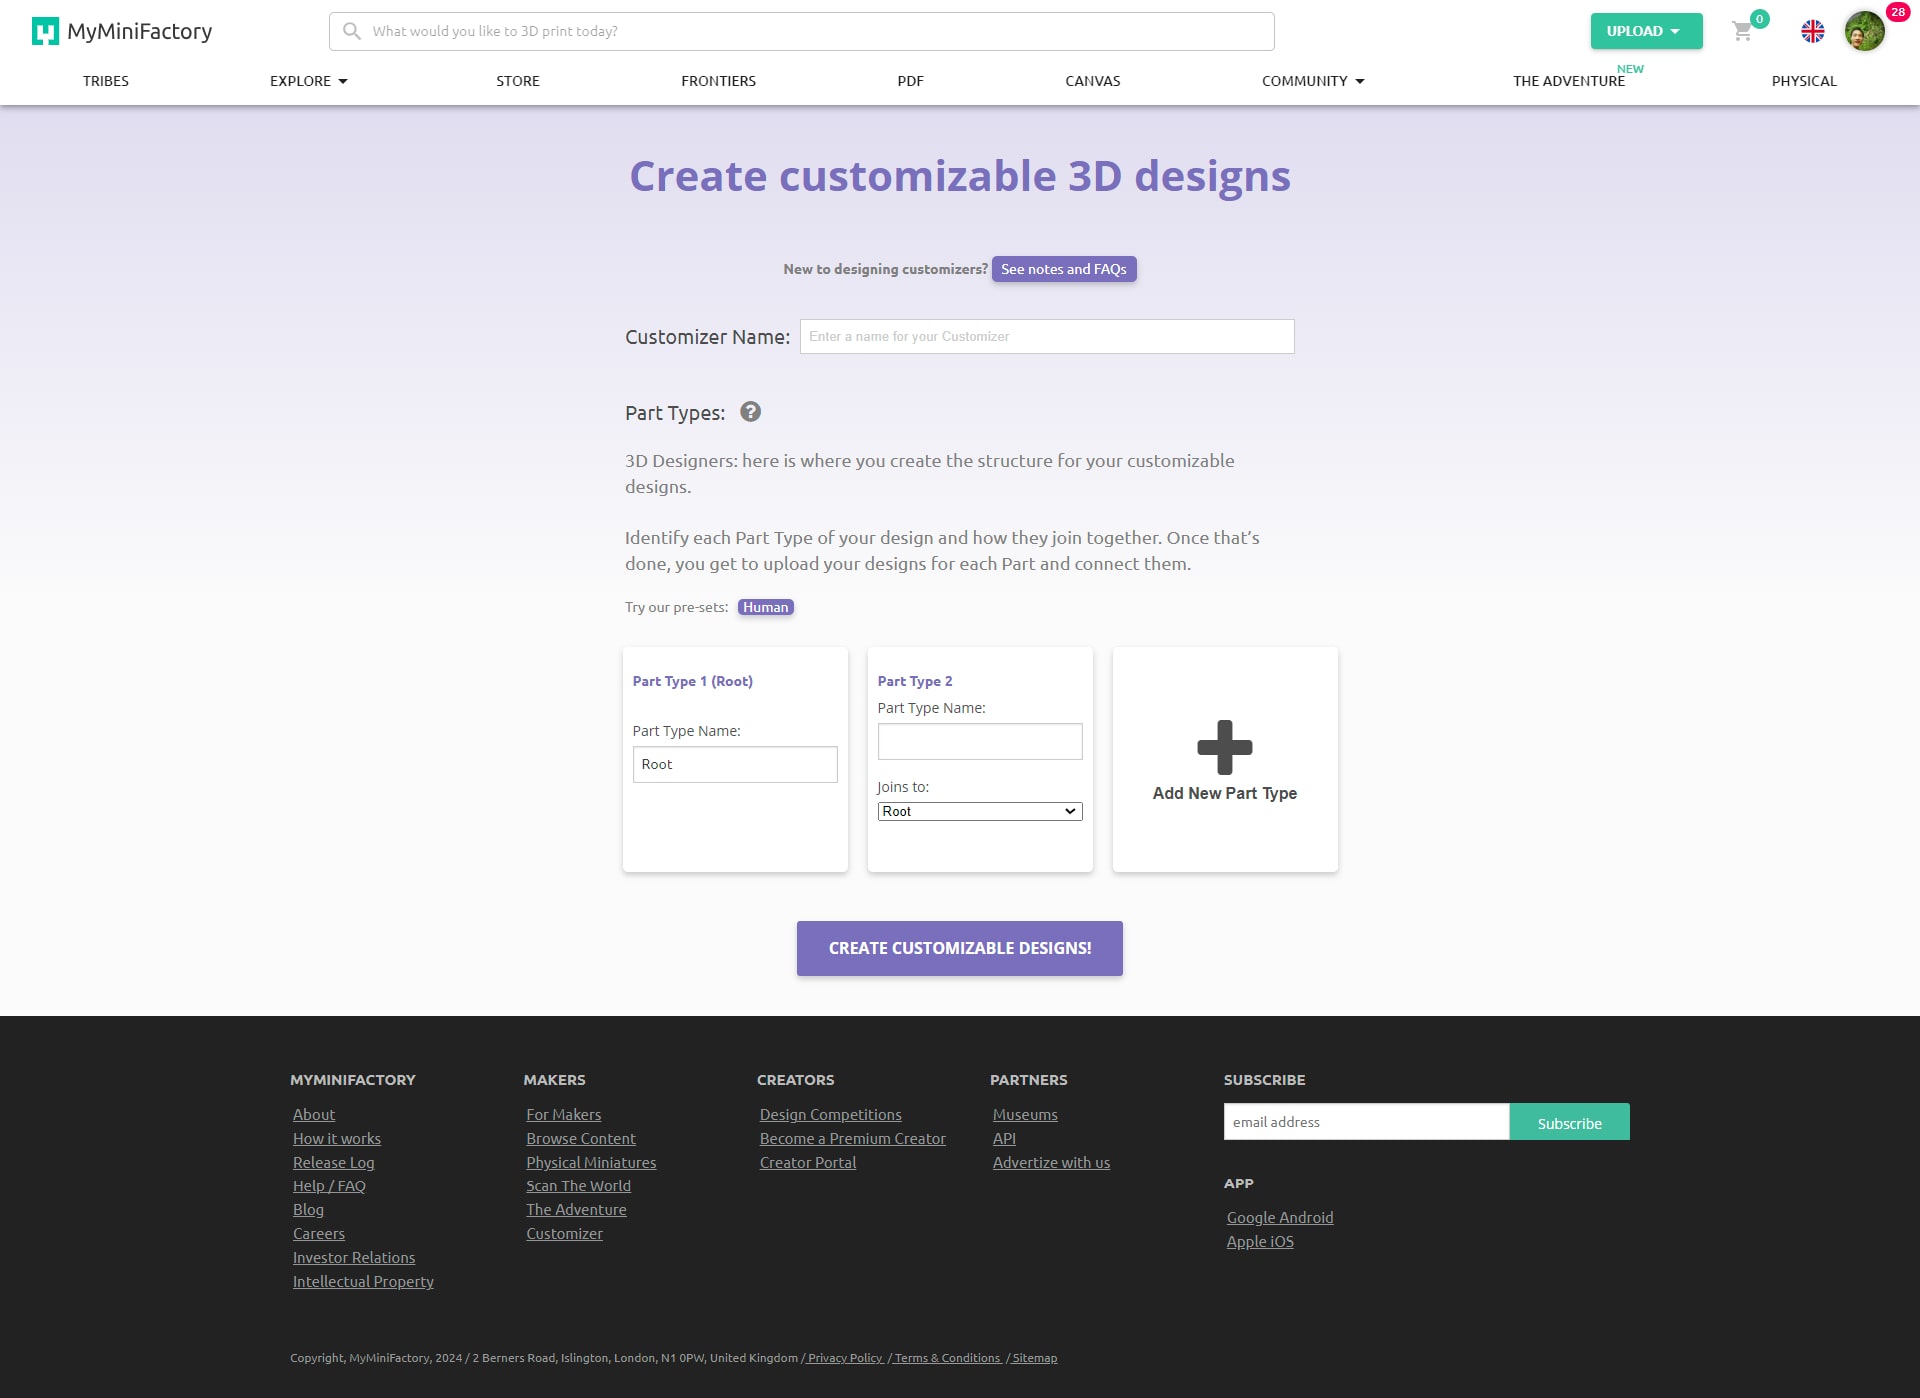 MyMiniFactory
What would you like to 3D print today?
UPLOAD
0
28
TRIBES
EXPLORE
STORE
FRONTIERS
PDF
CANVAS
COMMUNITY
THE ADVENTURE
NEW
PHYSICAL
Create customizable 3D designs
New to designing customizers? See notes and FAQs
Customizer Name: Enter a name for your Customizer
Part Types: ?
3D Designers: here is where you create the structure for your customizable
designs.
Identify each Part Type of your design and how they join together. Once that’s
done, you get to upload your designs for each Part and connect them.
Try our pre-sets: Human
Part Type 1 (Root)
Part Type Name:
Root
Part Type 2
Part Type Name:
Joins to:
Root
Add New Part Type
CREATE CUSTOMIZABLE DESIGNS!
MYMINIFACTORY
About
How it works
Release Log
Help / FAQ
Blog
Careers
Investor Relations
Intellectual Property
MAKERS
For Makers
Browse Content
Physical Miniatures
Scan The World
The Adventure
Customizer
CREATORS
Design Competitions
Become a Premium Creator
Creator Portal
PARTNERS
Museums
API
Advertize with us
SUBSCRIBE
email address
Subscribe
APP
Google Android
Apple iOS
Copyright, MyMiniFactory, 2024 / 2 Berners Road, Islington, London, N1 0PW, United Kingdom / Privacy Policy / Terms & Conditions / Sitemap